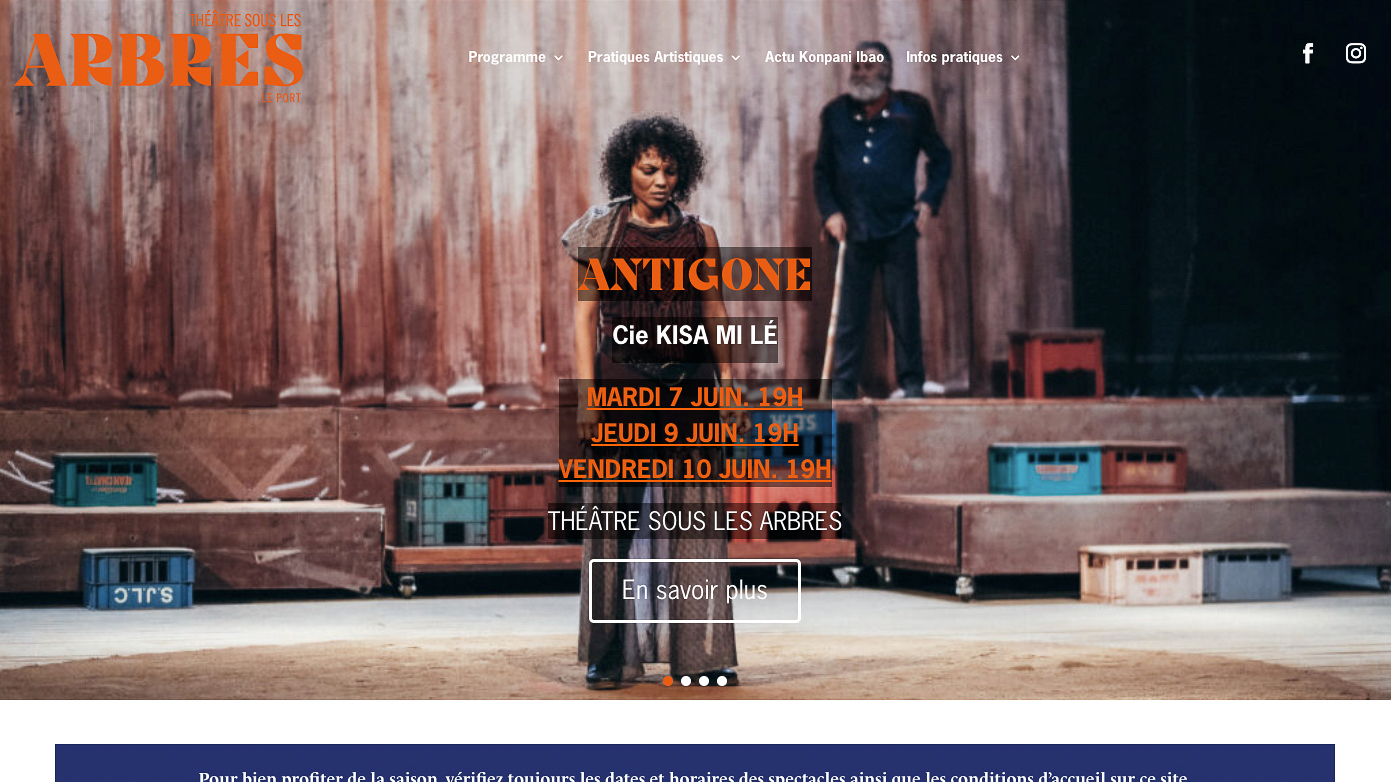 THÉÂTRE SOUS LES
ARBRES
LE PORT
Programme
Pratiques Artistiques
Actu Konpani Ibao
Infos pratiques
ANTIGONE
Cie KISA MI LÉ
MARDI 7 JUIN. 19H
JEUDI 9 JUIN. 19H
VENDREDI 10 JUIN. 19H
THÉÂTRE SOUS LES ARBRES
En savoir plus
S.J.L.C
Pour bien profiter de la saison, vérifiez toujours les dates et horaires des spectacles ainsi que les conditions d'accueil sur ce site